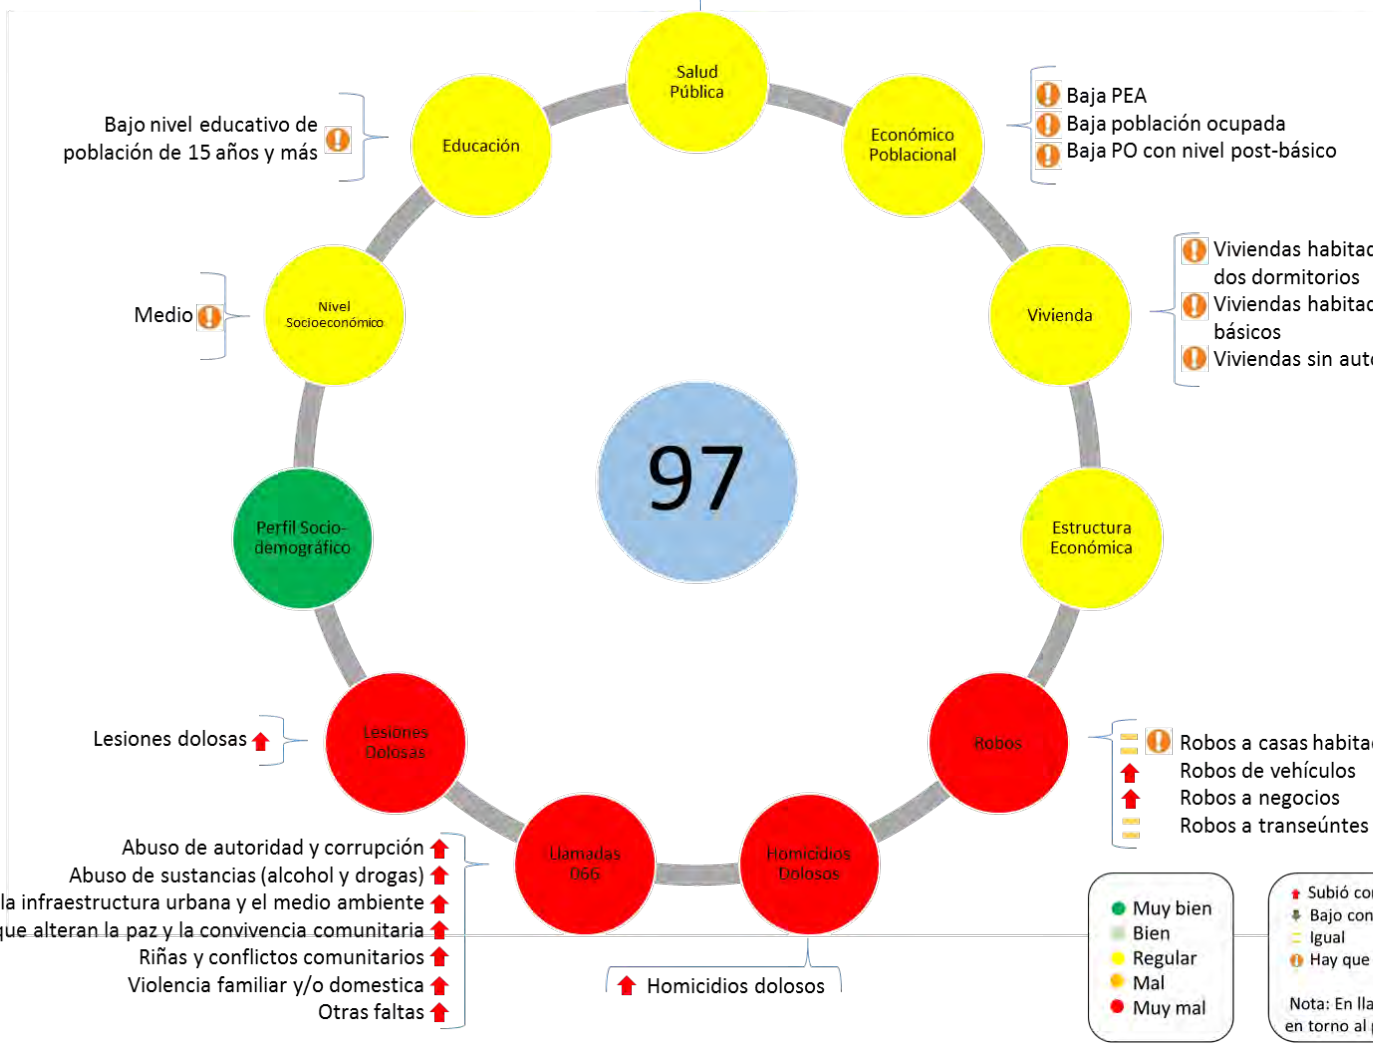 Salud
Pública
Educación
Económico
Poblacional
Bajo nivel educativo de
población de 15 años y más
Baja PEA
Baja población ocupada
Baja PO con nivel post-básico
Nivel
Socioeconómico
Medio
Vivienda
Viviendas habitad
dos dormitorios
Viviendas habitad
básicos
Viviendas sin auto
97
Perfil Socio-
demográfico
Estructura
Económica
Lesiones
Dolosas
Lesiones dolosas
Robos
Robos a casas habitac
Robos de vehículos
Robos a negocios
Robos a transeúntes
Llamadas
066
Homicidios
Dolosos
Abuso de autoridad y corrupción
Abuso de sustancias (alcohol y drogas)
la infraestructura urbana y el medio ambiente
que alteran la paz y la convivencia comunitaria
Riñas y conflictos comunitarios
Violencia familiar y/o domestica
Otras faltas
Homicidios dolosos
Muy bien
Bien
Regular
Mal
Muy mal
Subió con
Bajo con
Igual
Hay que
Nota: En lla
en torno al p